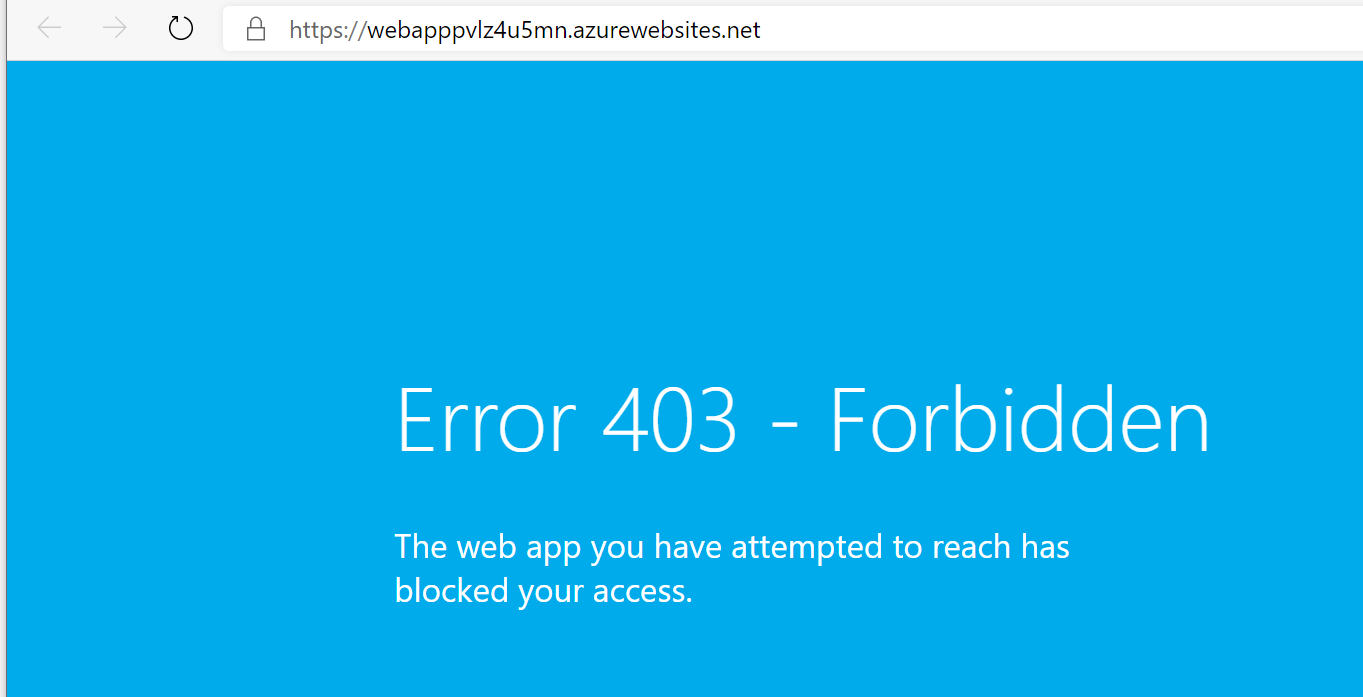 https://webapppvlz4u5mn.azurewebsites.net
Error 403 - Forbidden
The web app you have attempted to reach has
blocked your access.